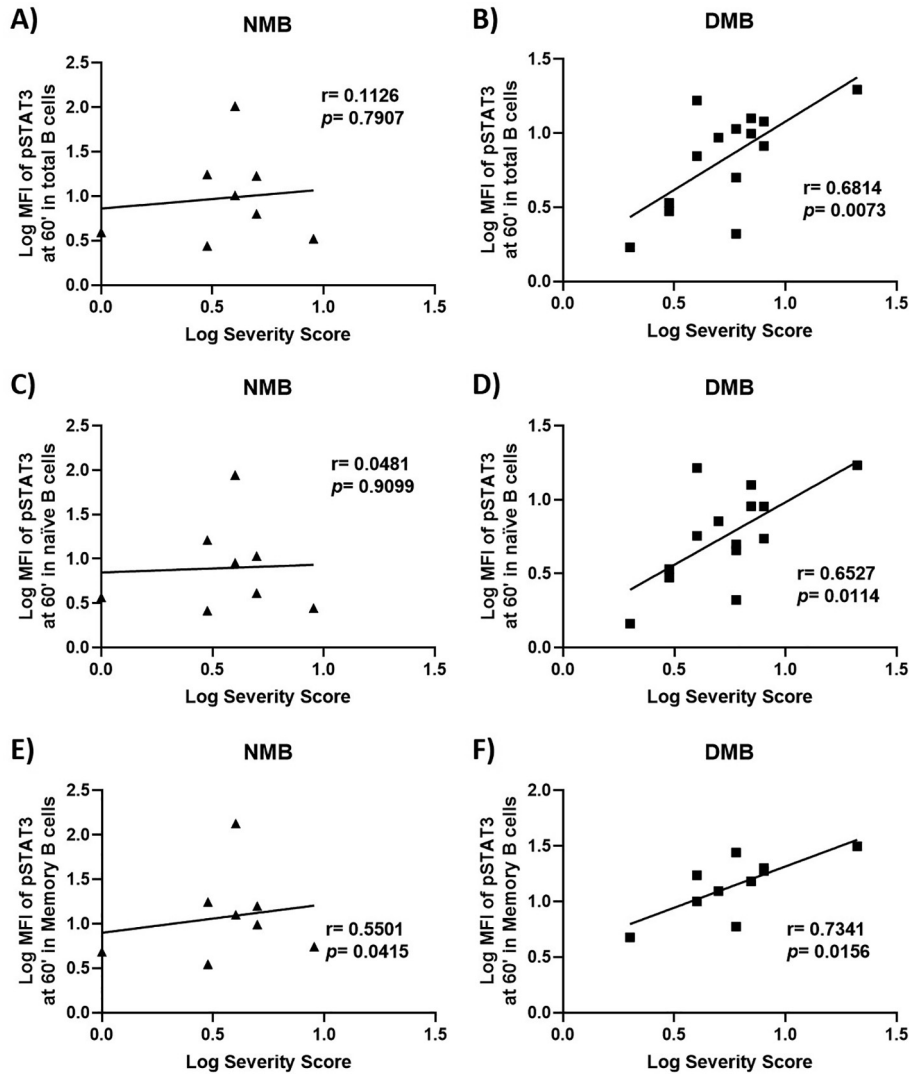 A)
NMB
Log MFI of pSTAT3
at 60' in total B cells
2.5
2.0
1.5
1.0
0.5
0.0
r= 0.1126
p= 0.7907
0.0
0.5
1.0
1.5
Log Severity Score
B)
DMB
Log MFI of pSTAT3
at 60' in total B cells
1.5
1.0
0.5
0.0
r= 0.6814
p= 0.0073
0.0
0.5
1.0
1.5
Log Severity Score
C)
NMB
Log MFI of pSTAT3
at 60' in naïve B cells
2.5
2.0
1.5
1.0
0.5
0.0
r= 0.0481
p= 0.9099
0.0
0.5
1.0
1.5
Log Severity Score
D)
DMB
Log MFI of pSTAT3
at 60' in naïve B cells
1.5
1.0
0.5
0.0
r= 0.6527
p= 0.0114
0.0
0.5
1.0
1.5
Log Severity Score
E)
NMB
Log MFI of pSTAT3
at 60' in Memory B cells
2.5
2.0
1.5
1.0
0.5
0.0
r= 0.5501
p= 0.0415
0.0
0.5
1.0
1.5
Log Severity Score
F)
DMB
Log MFI of pSTAT3
at 60' in Memory B cells
2.0
1.5
1.0
0.5
0.0
r= 0.7341
p= 0.0156
0.0
0.5
1.0
1.5
Log Severity Score